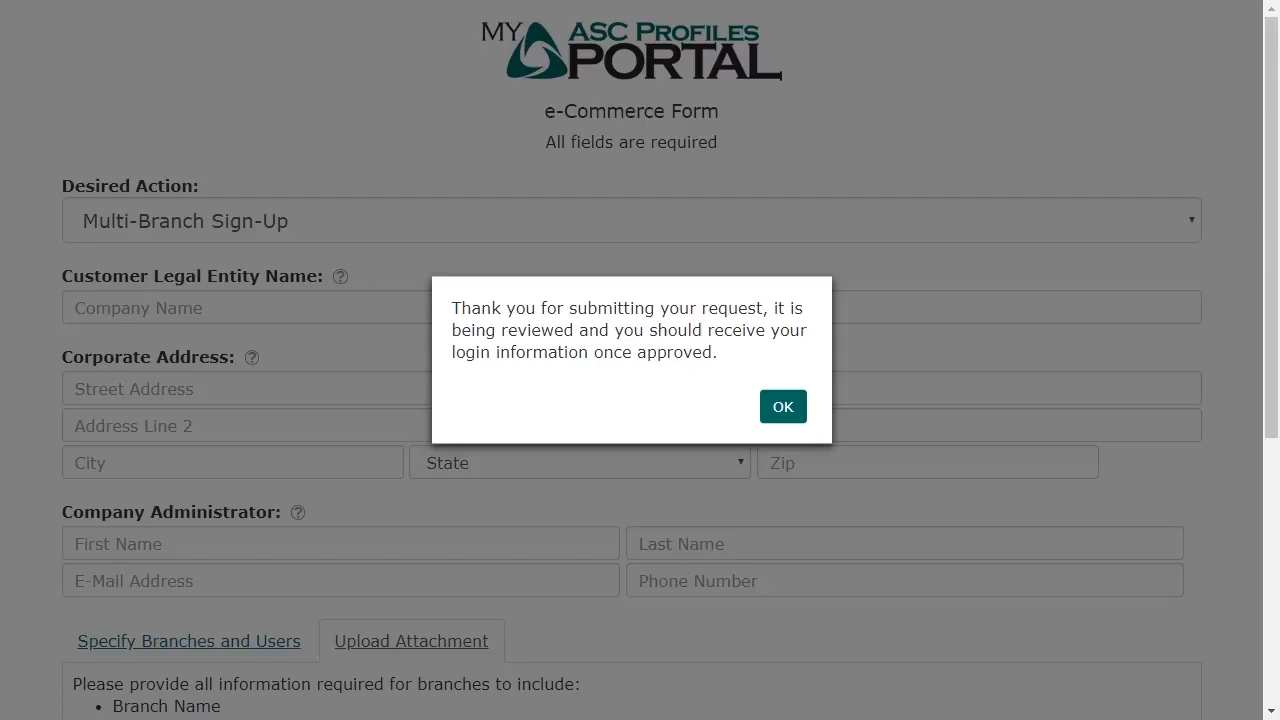 MY ASC PROFILES
PORTAL
e-Commerce Form
All fields are required
Desired Action:
Multi-Branch Sign-Up
Customer Legal Entity Name: ?
Company Name
Thank you for submitting your request, it is
being reviewed and you should receive your
login information once approved.
OK
Corporate Address: ?
Street Address
Address Line 2
City State Zip
Company Administrator: ?
First Name Last Name
E-Mail Address Phone Number
Specify Branches and Users Upload Attachment
Please provide all information required for branches to include:
• Branch Name